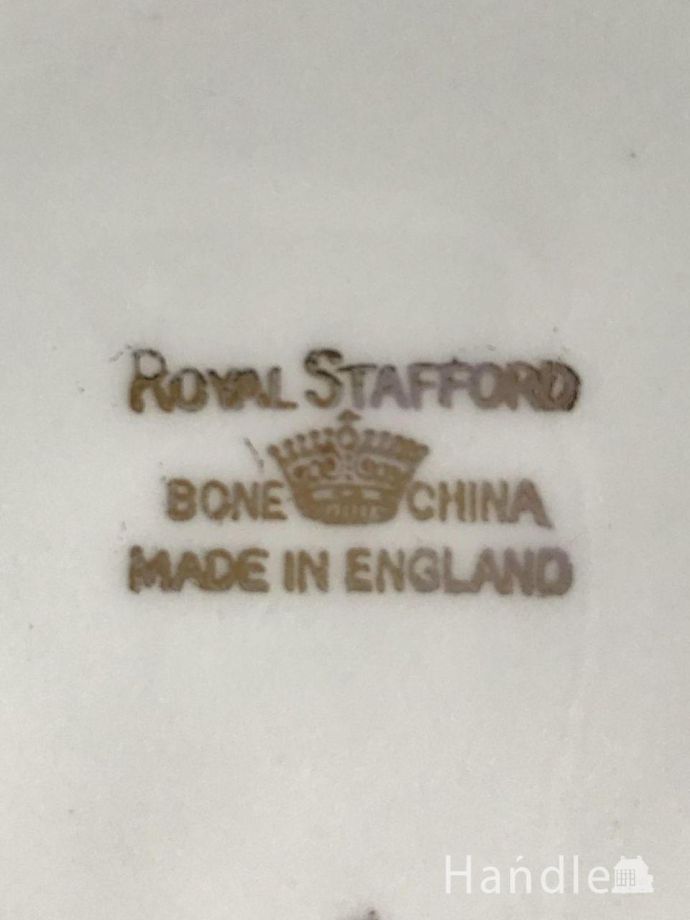 ROYAL STAFFORD
BONE CHINA
MADE IN ENGLAND
Handle